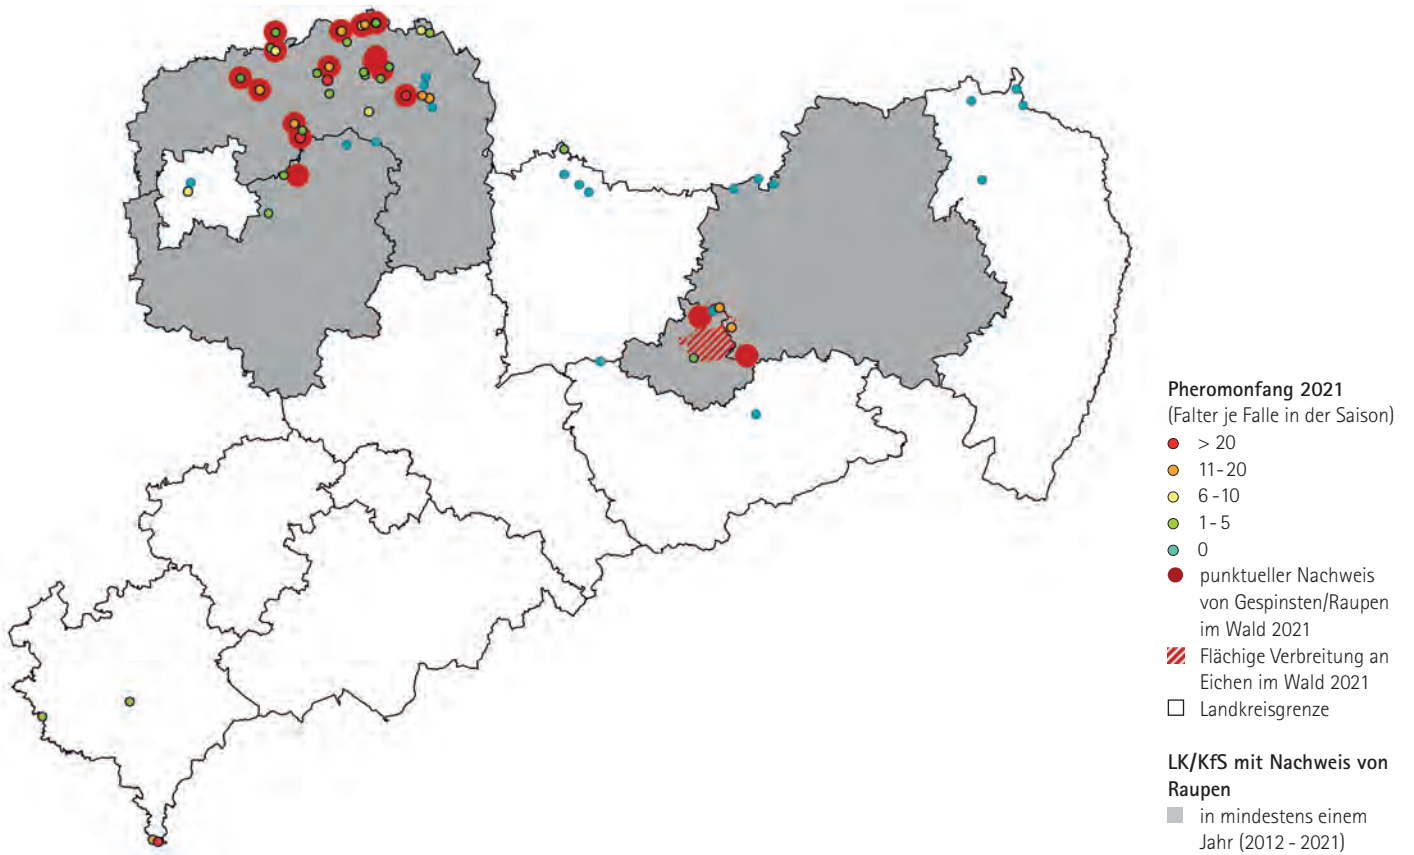 Pheromonfang 2021
(Falter je Falle in der Saison)
> 20
11-20
6-10
1-5
0
punktueller Nachweis
von Gespinsten/Raupen
im Wald 2021
Flächige Verbreitung an
Eichen im Wald 2021
Landkreisgrenze
LK/KfS mit Nachweis von
Raupen
in mindestens einem
Jahr (2012 - 2021)